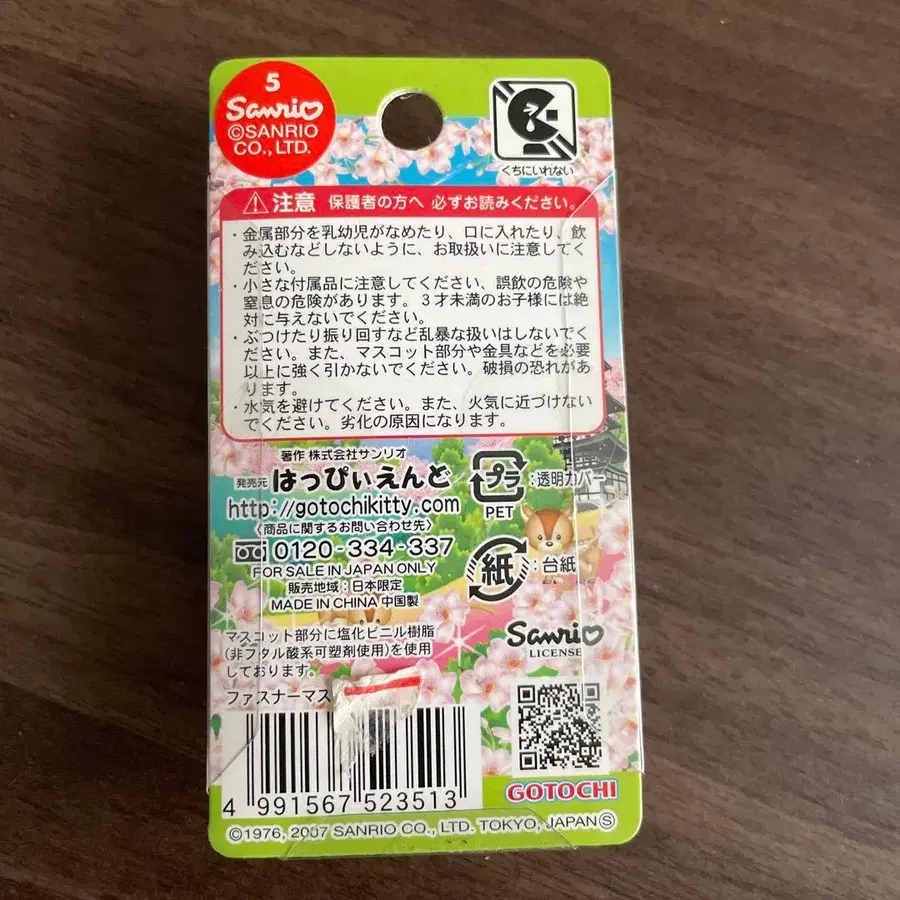 5
Sanrio
©SANRIO
CO., LTD.
くちにいれない
注意 保護者の方へ 必ずお読みください。
・金属部分を乳幼児がなめたり、口に入れたり、飲
み込むなどしないように、お取扱いに注意してく
ださい。
・小さな付属品に注意してください、誤飲の危険や
窒息の危険があります。３才未満のお子様には絶
対に与えないでください。
・ぶつけたり振り回すなど乱暴な扱いはしないでく
ださい。また、マスコット部分や金具などを必要
以上に強く引かないでください。破損の恐れがあ
ります。
・水気を避けてください。また、火気に近づけない
でください。劣化の原因になります。
著作 株式会社サンリオ
発売元 はっぴぃえんど
http://gotochikitty.com
〈商品に関するお問い合わせ先〉
0120-334-337
FOR SALE IN JAPAN ONLY
販売地域：日本限定
MADE IN CHINA 中国製
プラ：透明カバー
PET
紙：台紙
マスコット部分に塩化ビニル樹脂
(非フタル酸系可塑剤使用)を使用
しております。
Sanrio
LICENSE
ファスナーマス
4 991567 523513
GOTOCHI
©1976, 2007 SANRIO CO., LTD. TOKYO, JAPAN Ⓢ